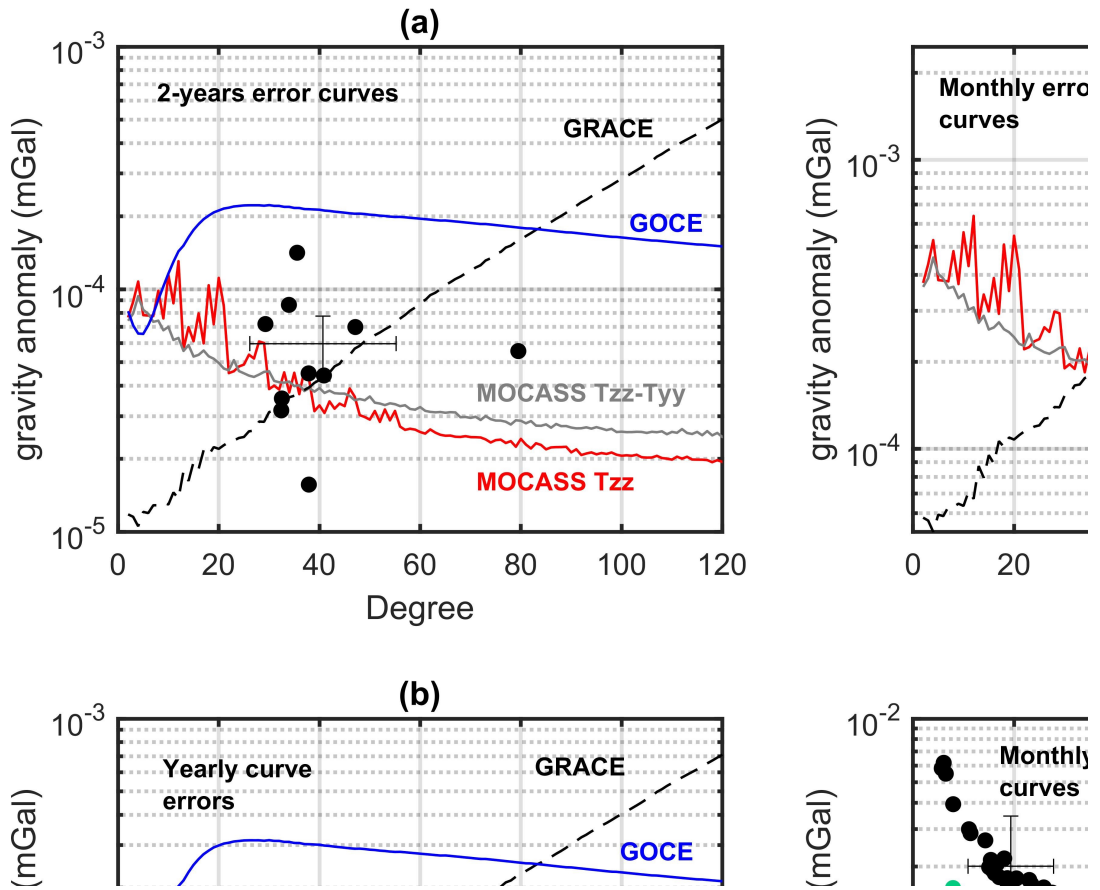 (a)
10-3
10-4
10-5
gravity anomaly (mGal)
2-years error curves
GRACE
GOCE
MOCASS Tzz-Tyy
MOCASS Tzz
0 20 40 60 80 100 120
Degree
Monthly erro
curves
10-3
10-4
gravity anomaly (mGal)
0 20
(b)
10-3
(mGal)
Yearly curve
errors
GRACE
GOCE
10-2
(mGal)
Monthly
curves